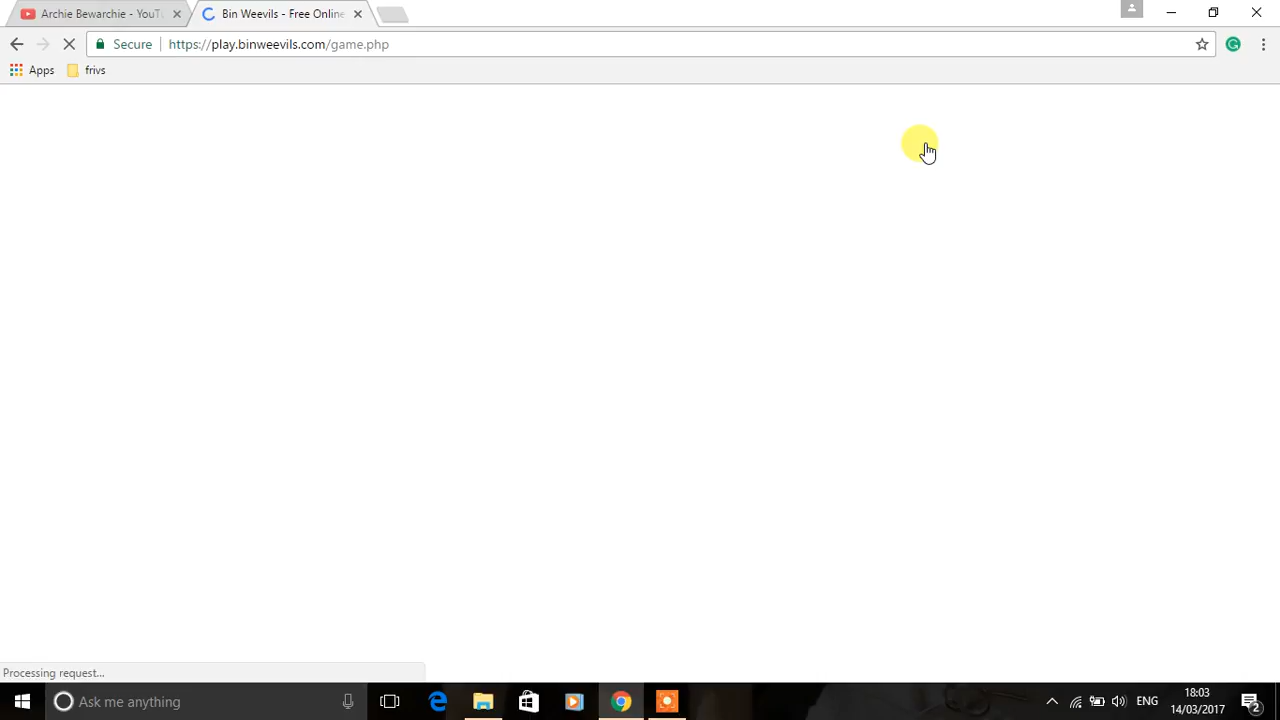 Archie Bewarchie - YouTu
Bin Weevils - Free Online
Secure
https://play.binweevils.com/game.php
Apps
frivs
Processing request...
Ask me anything
ENG
18:03
14/03/2017
2